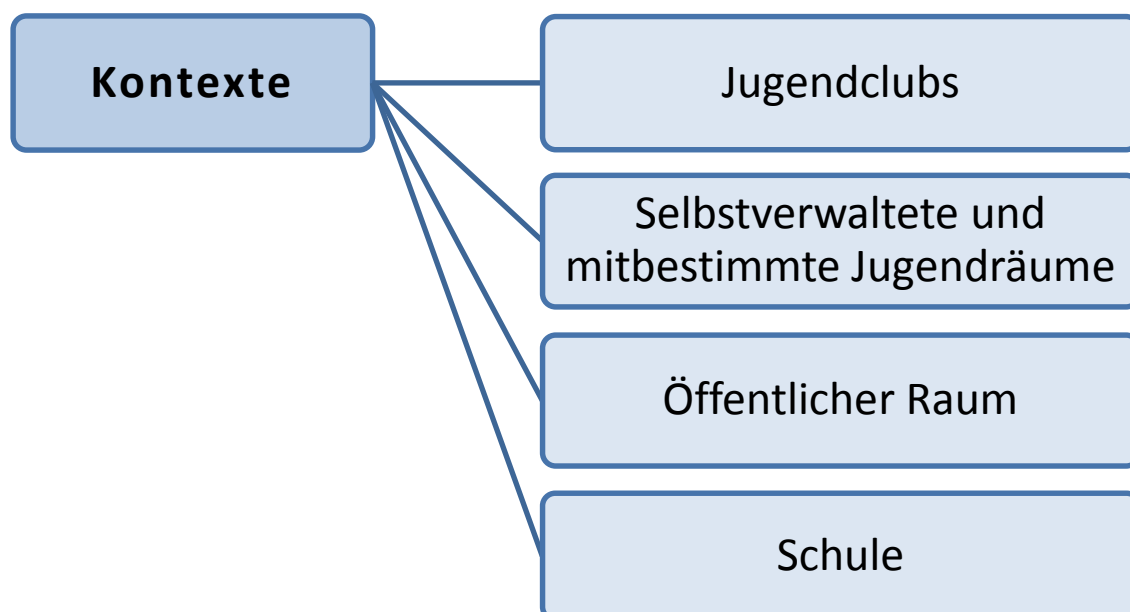 Kontexte
Jugendclubs
Selbstverwaltete und
mitbestimmte Jugendräume
Öffentlicher Raum
Schule